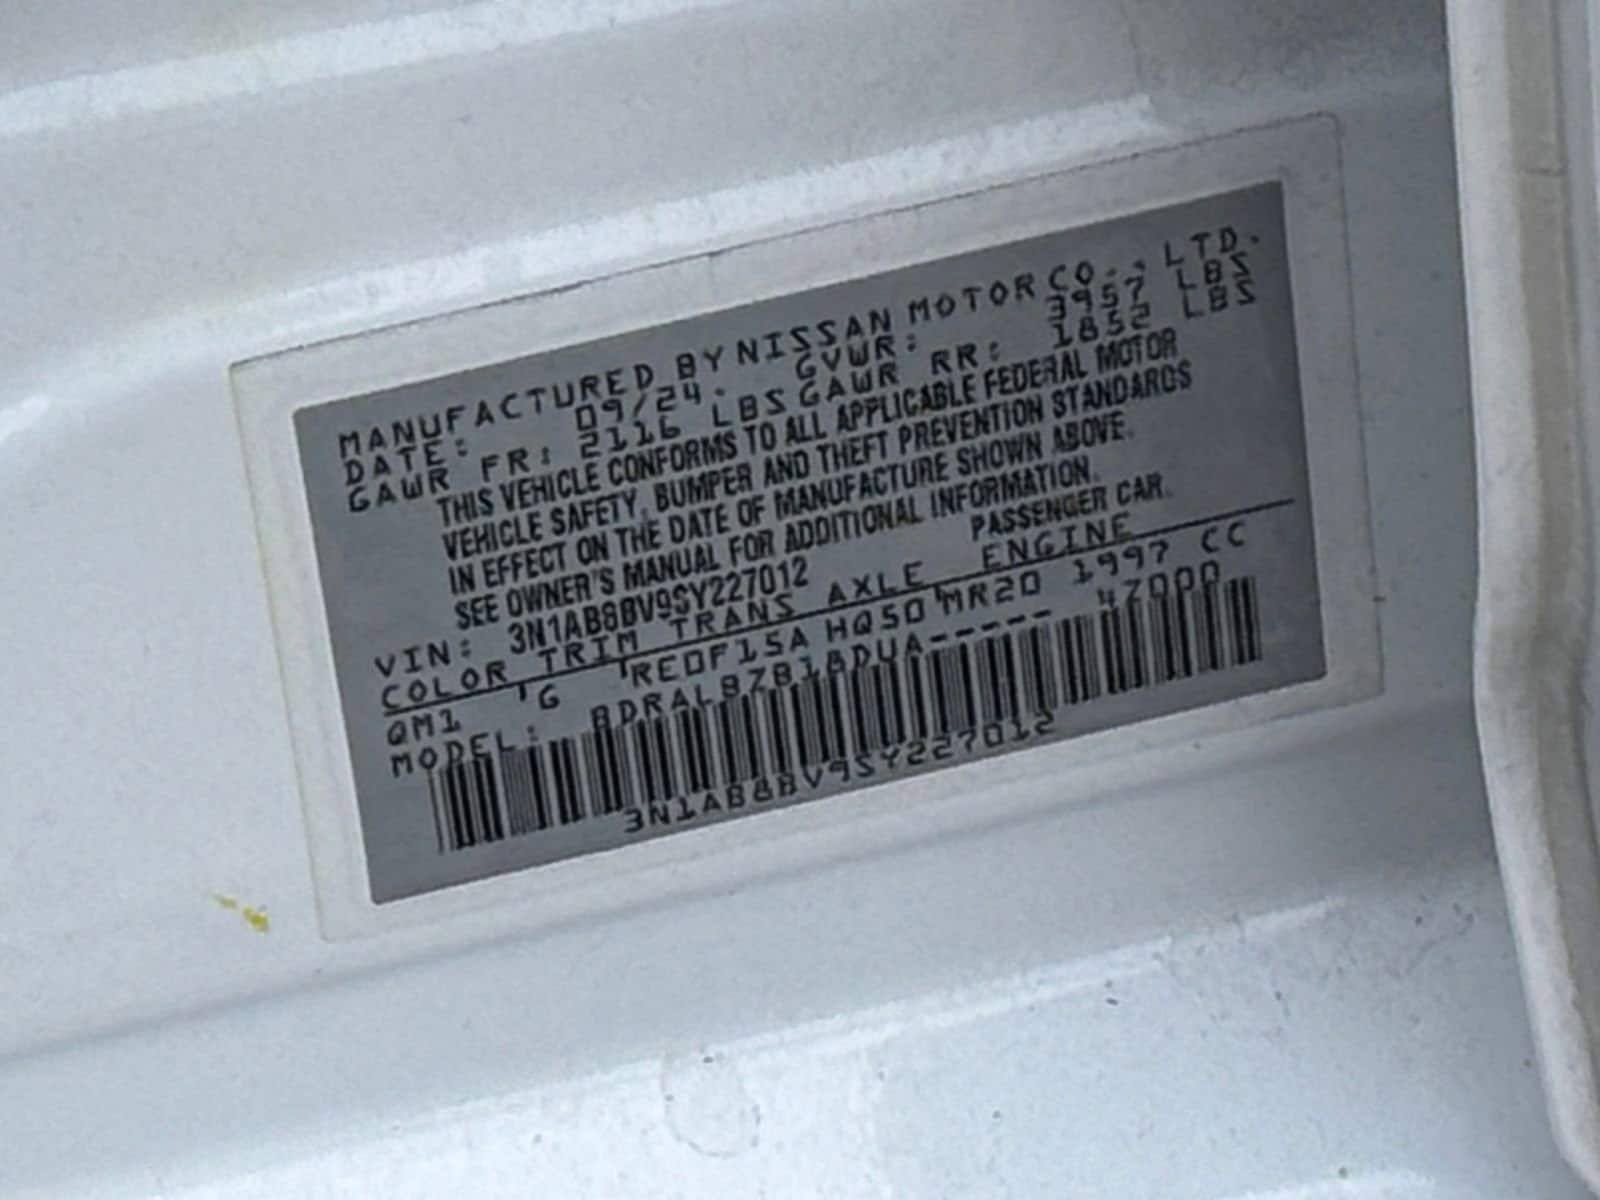 MANUFACTURED BY NISSAN MOTOR CO., LTD.
DATE: 09/24. GVWR: 3957 LBS
GAWR FR: 2116 LBS GAWR RR: 1852 LBS
THIS VEHICLE CONFORMS TO ALL APPLICABLE FEDERAL MOTOR
VEHICLE SAFETY, BUMPER AND THEFT PREVENTION STANDARDS
IN EFFECT ON THE DATE OF MANUFACTURE SHOWN ABOVE.
SEE OWNER'S MANUAL FOR ADDITIONAL INFORMATION.
VIN: 3N1AB8BV9SY227012 PASSENGER CAR.
COLOR TRIM TRANS AXLE ENGINE
QM1 G RE0F15A HQ50 MR20 1997 CC
MODEL: BDRALBZB18DUA----- 4Z000
3N1AB8BV9SY227012